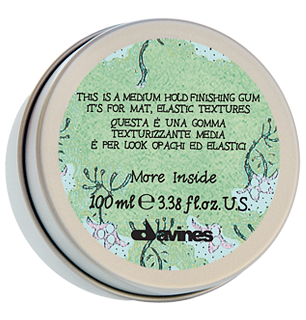 THIS IS A MEDIUM HOLD FINISHING GUM
IT'S FOR MAT, ELASTIC TEXTURES
QUESTA É UNA GOMMA
TEXTURIZZANTE MEDIA
É PER LOOK OPACHI ED ELASTICI
More Inside
100 ml ℮ 3.38 fl.oz. U.S.
davines